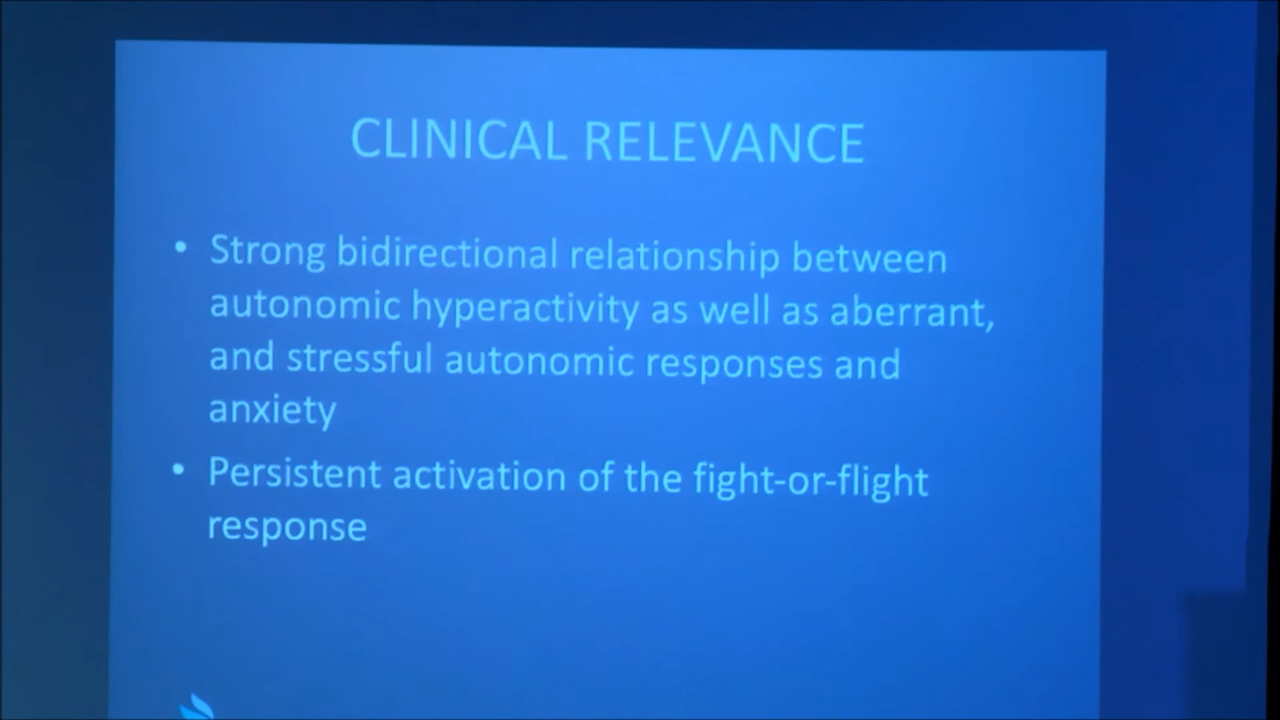 CLINICAL RELEVANCE
• Strong bidirectional relationship between
autonomic hyperactivity as well as aberrant,
and stressful autonomic responses and
anxiety
• Persistent activation of the fight-or-flight
response